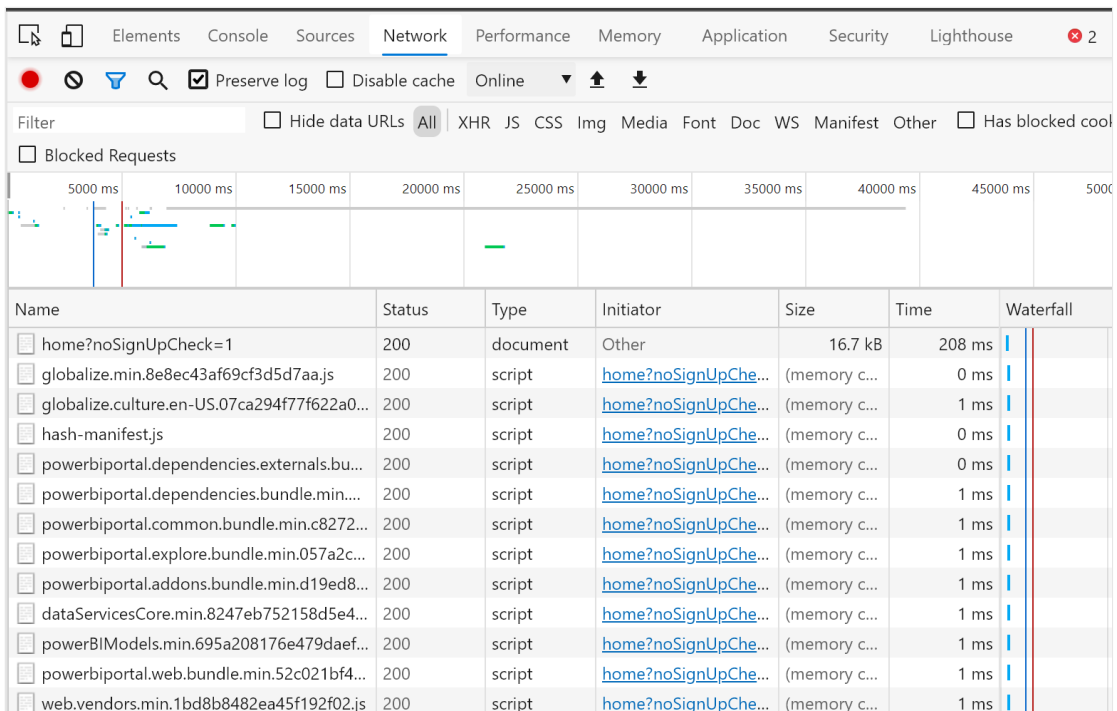 Elements Console Sources Network Performance Memory Application Security Lighthouse 2
Preserve log Disable cache Online
Filter Hide data URLs All XHR JS CSS Img Media Font Doc WS Manifest Other Has blocked cook
Blocked Requests
5000 ms 10000 ms 15000 ms 20000 ms 25000 ms 30000 ms 35000 ms 40000 ms 45000 ms 5000
Name Status Type Initiator Size Time Waterfall
home?noSignUpCheck=1 200 document Other 16.7 kB 208 ms
globalize.min.8e8ec43af69cf3d5d7aa.js 200 script home?noSignUpChe... (memory c... 0 ms
globalize.culture.en-US.07ca294f77f622a0... 200 script home?noSignUpChe... (memory c... 1 ms
hash-manifest.js 200 script home?noSignUpChe... (memory c... 0 ms
powerbiportal.dependencies.externals.bu... 200 script home?noSignUpChe... (memory c... 0 ms
powerbiportal.dependencies.bundle.min.... 200 script home?noSignUpChe... (memory c... 1 ms
powerbiportal.common.bundle.min.c8272... 200 script home?noSignUpChe... (memory c... 1 ms
powerbiportal.explore.bundle.min.057a2c... 200 script home?noSignUpChe... (memory c... 1 ms
powerbiportal.addons.bundle.min.d19ed8... 200 script home?noSignUpChe... (memory c... 1 ms
dataServicesCore.min.8247eb752158d5e4... 200 script home?noSignUpChe... (memory c... 1 ms
powerBIModels.min.695a208176e479daef... 200 script home?noSignUpChe... (memory c... 1 ms
powerbiportal.web.bundle.min.52c021bf4... 200 script home?noSignUpChe... (memory c... 1 ms
web.vendors.min.1bd8b8482ea45f192f02.js 200 script home?noSignUpChe... (memory c... 1 ms